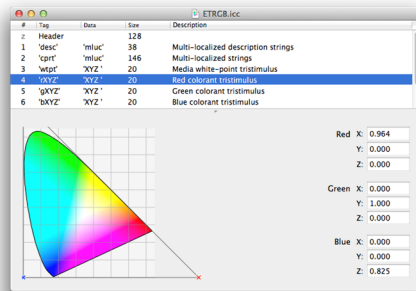 ETRGB.icc
# Tag Data Size Description
z Header 128
1 'desc' 'mluc' 38 Multi-localized description strings
2 'cprt' 'mluc' 146 Multi-localized strings
3 'wtpt' 'XYZ ' 20 Media white-point tristimulus
4 'rXYZ' 'XYZ ' 20 Red colorant tristimulus
5 'gXYZ' 'XYZ ' 20 Green colorant tristimulus
6 'bXYZ' 'XYZ ' 20 Blue colorant tristimulus
Red X: 0.964
Y: 0.000
Z: 0.000
Green X: 0.000
Y: 1.000
Z: 0.000
Blue X: 0.000
Y: 0.000
Z: 0.825